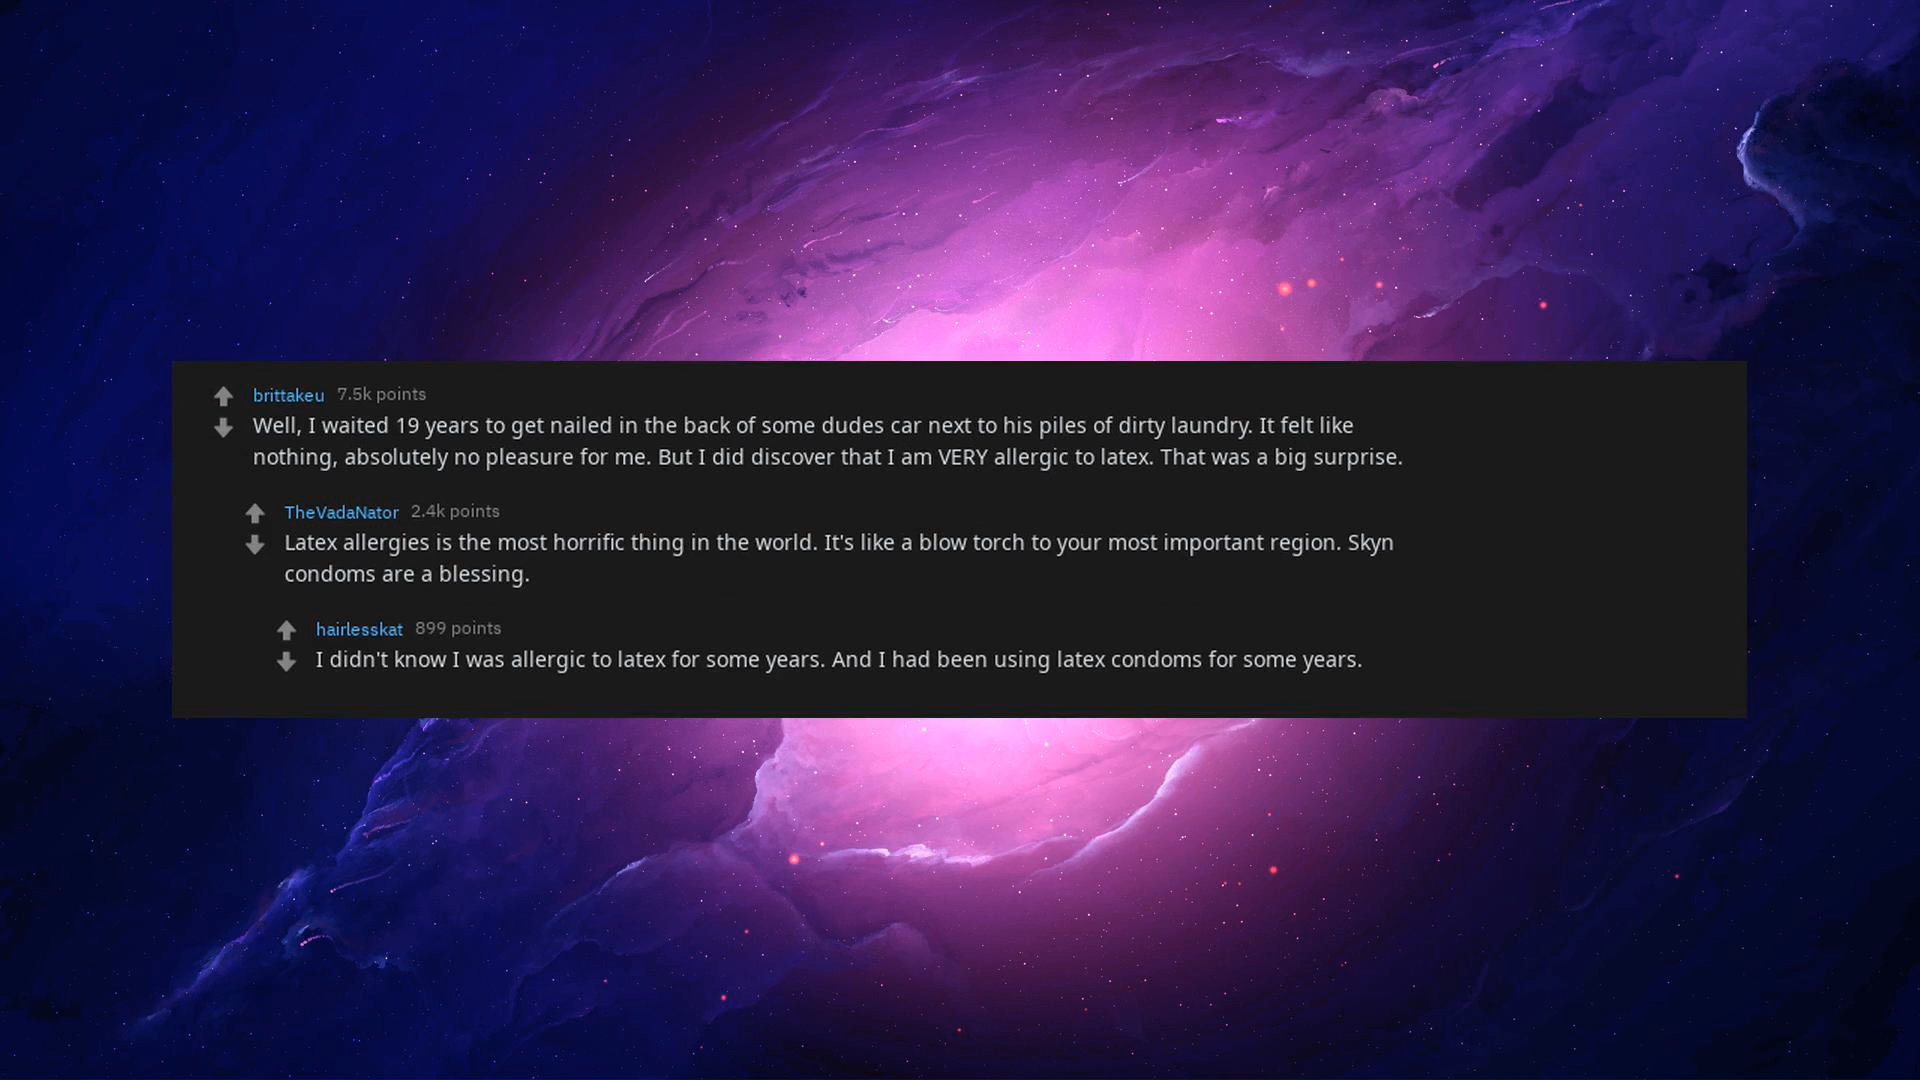 brittakeu 7.5k points
Well, I waited 19 years to get nailed in the back of some dudes car next to his piles of dirty laundry. It felt like
nothing, absolutely no pleasure for me. But I did discover that I am VERY allergic to latex. That was a big surprise.
TheVadaNator 2.4k points
Latex allergies is the most horrific thing in the world. It's like a blow torch to your most important region. Skyn
condoms are a blessing.
hairlesskat 899 points
I didn't know I was allergic to latex for some years. And I had been using latex condoms for some years.